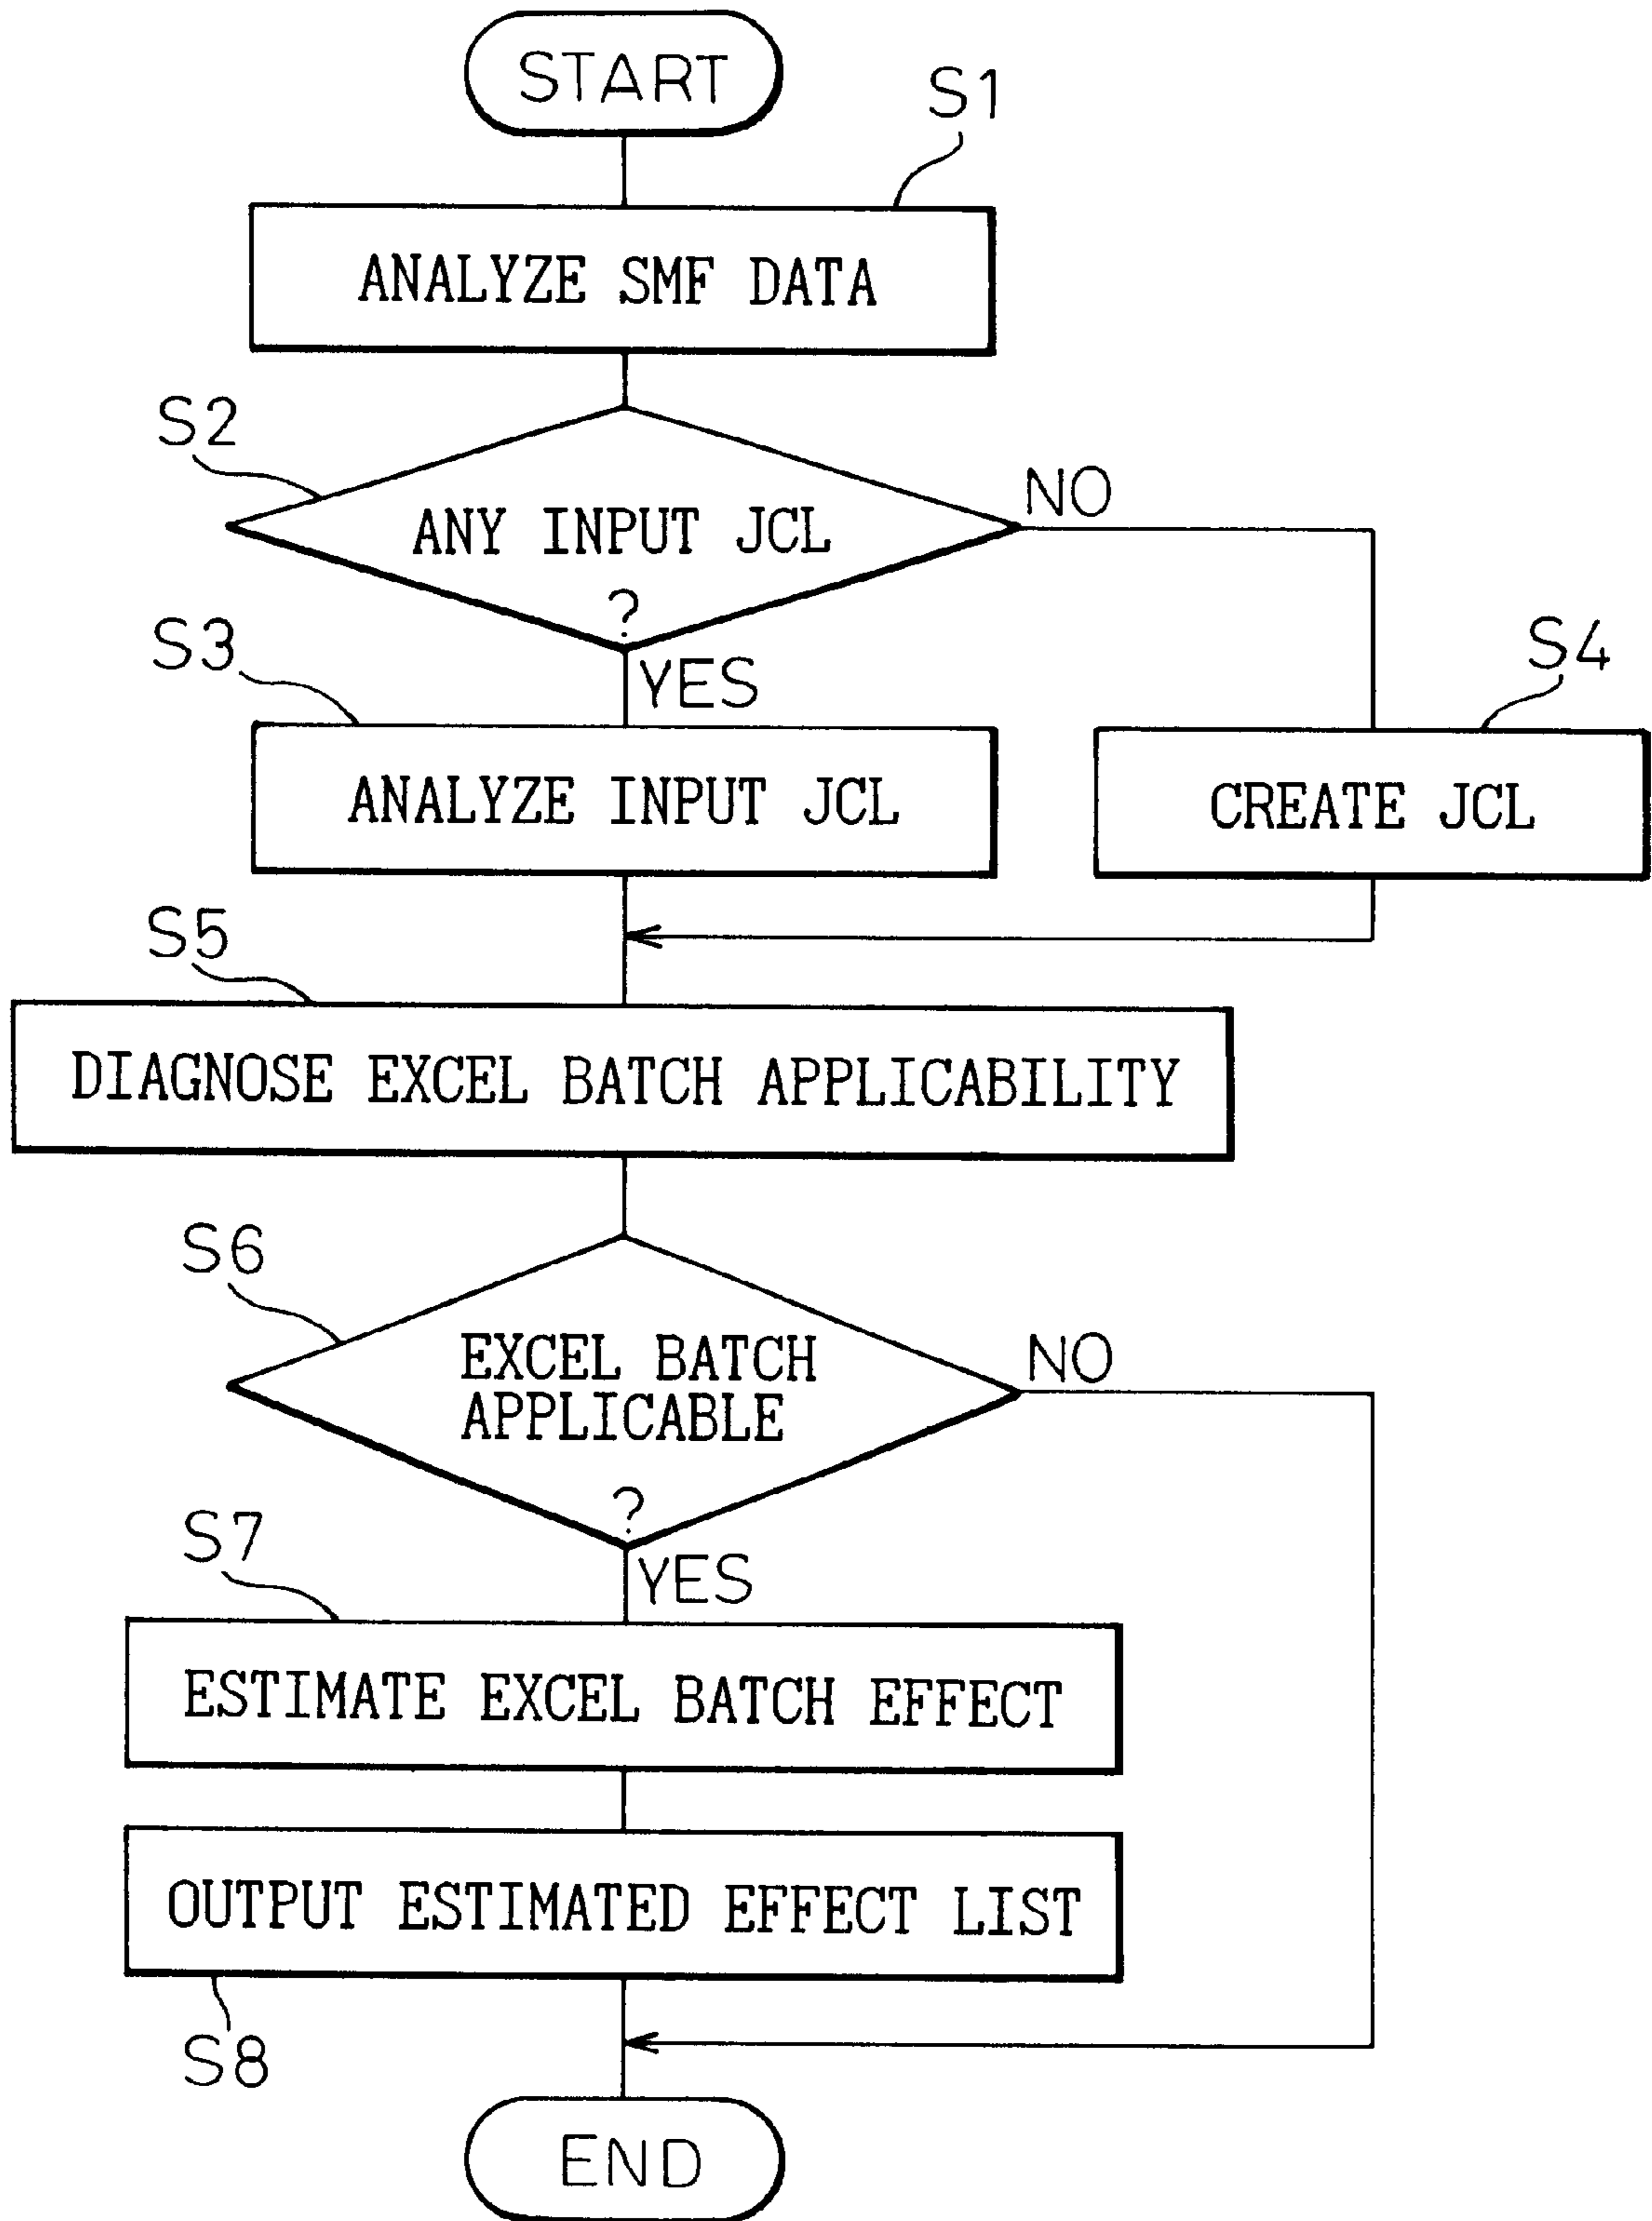 START
S1
ANALYZE SMF DATA
S2
NO
ANY INPUT JCL
?
S3
YES
S4
ANALYZE INPUT JCL
CREATE JCL
S5
DIAGNOSE EXCEL BATCH APPLICABILITY
S6
NO
EXCEL BATCH
APPLICABLE
?
S7
YES
ESTIMATE EXCEL BATCH EFFECT
OUTPUT ESTIMATED EFFECT LIST
S8
END